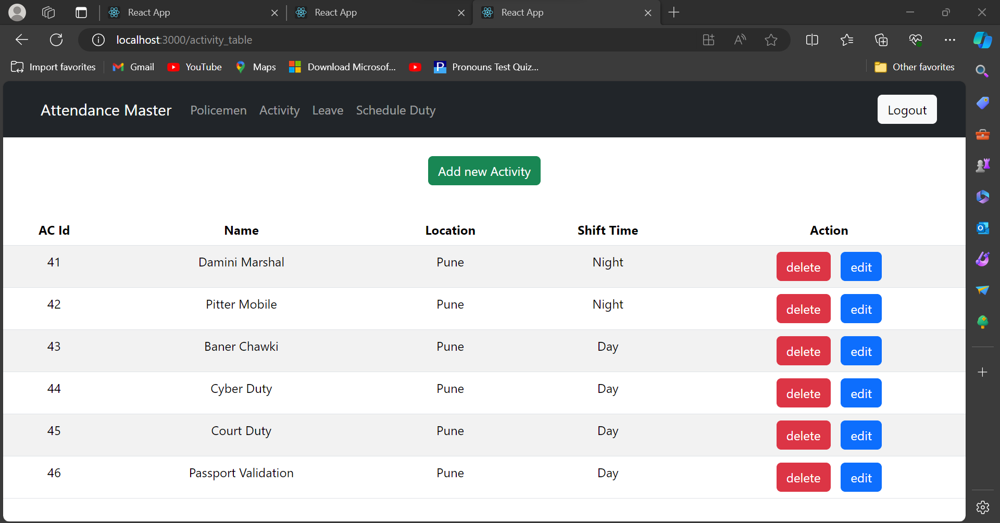 React App React App React App
localhost:3000/activity_table
Import favorites Gmail YouTube Maps Download Microsof... Pronouns Test Quiz... Other favorites
Attendance Master Policemen Activity Leave Schedule Duty Logout
Add new Activity
AC Id Name Location Shift Time Action
41 Damini Marshal Pune Night delete edit
42 Pitter Mobile Pune Night delete edit
43 Baner Chawki Pune Day delete edit
44 Cyber Duty Pune Day delete edit
45 Court Duty Pune Day delete edit
46 Passport Validation Pune Day delete edit